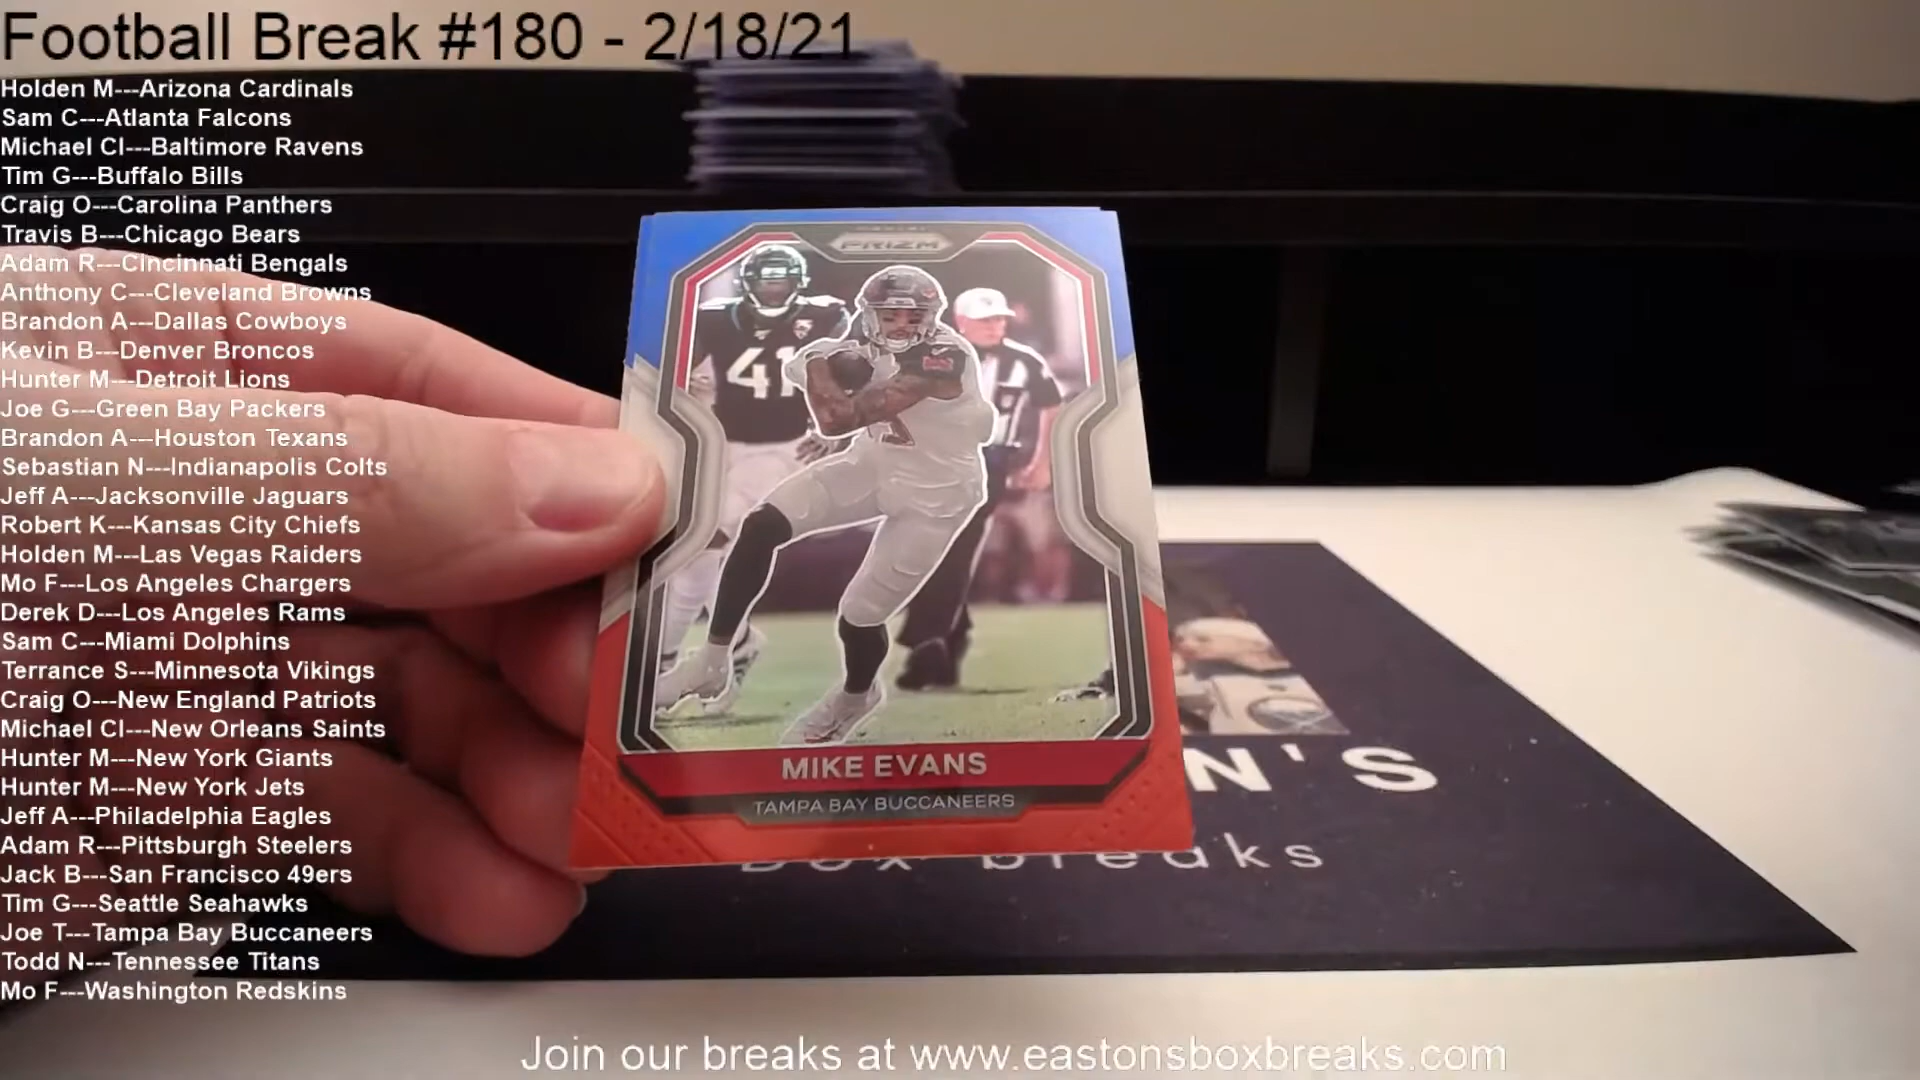 Football Break #180 - 2/18/21
Holden M---Arizona Cardinals
Sam C---Atlanta Falcons
Michael Cl---Baltimore Ravens
Tim G---Buffalo Bills
Craig O---Carolina Panthers
Travis B---Chicago Bears
Adam R---Cincinnati Bengals
Anthony C---Cleveland Browns
Brandon A---Dallas Cowboys
Kevin B---Denver Broncos
Hunter M---Detroit Lions
Joe G---Green Bay Packers
Brandon A---Houston Texans
Sebastian N---Indianapolis Colts
Jeff A---Jacksonville Jaguars
Robert K---Kansas City Chiefs
Holden M---Las Vegas Raiders
Mo F---Los Angeles Chargers
Derek D---Los Angeles Rams
Sam C---Miami Dolphins
Terrance S---Minnesota Vikings
Craig O---New England Patriots
Michael Cl---New Orleans Saints
Hunter M---New York Giants
Hunter M---New York Jets
Jeff A---Philadelphia Eagles
Adam R---Pittsburgh Steelers
Jack B---San Francisco 49ers
Tim G---Seattle Seahawks
Joe T---Tampa Bay Buccaneers
Todd N---Tennessee Titans
Mo F---Washington Redskins
PRIZM
41
MIKE EVANS
TAMPA BAY BUCCANEERS
N'S
box breaks
Join our breaks at www.eastonsboxbreaks.com